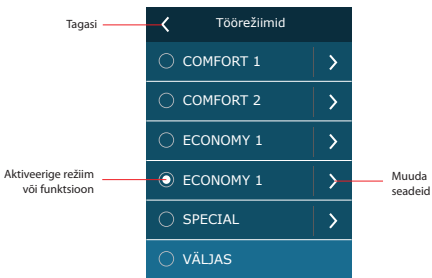 Tagasi
Töörežiimid
COMFORT 1
COMFORT 2
ECONOMY 1
Aktiveerige režiim
või funktsioon
ECONOMY 1
Muuda
seadeid
SPECIAL
VÄLJAS